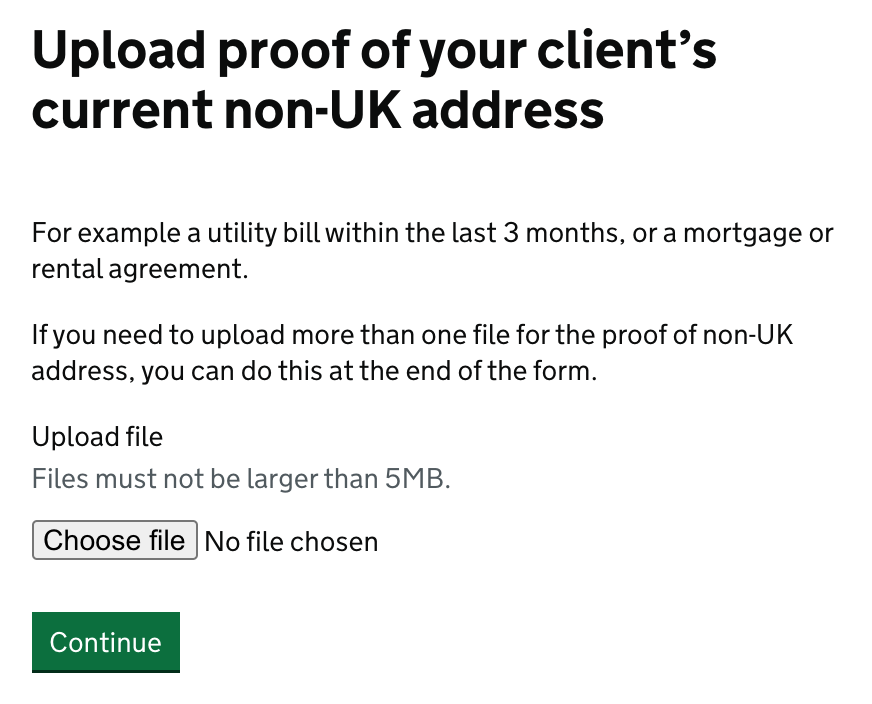 Upload proof of your client’s
current non-UK address
For example a utility bill within the last 3 months, or a mortgage or
rental agreement.
If you need to upload more than one file for the proof of non-UK
address, you can do this at the end of the form.
Upload file
Files must not be larger than 5MB.
Choose file No file chosen
Continue